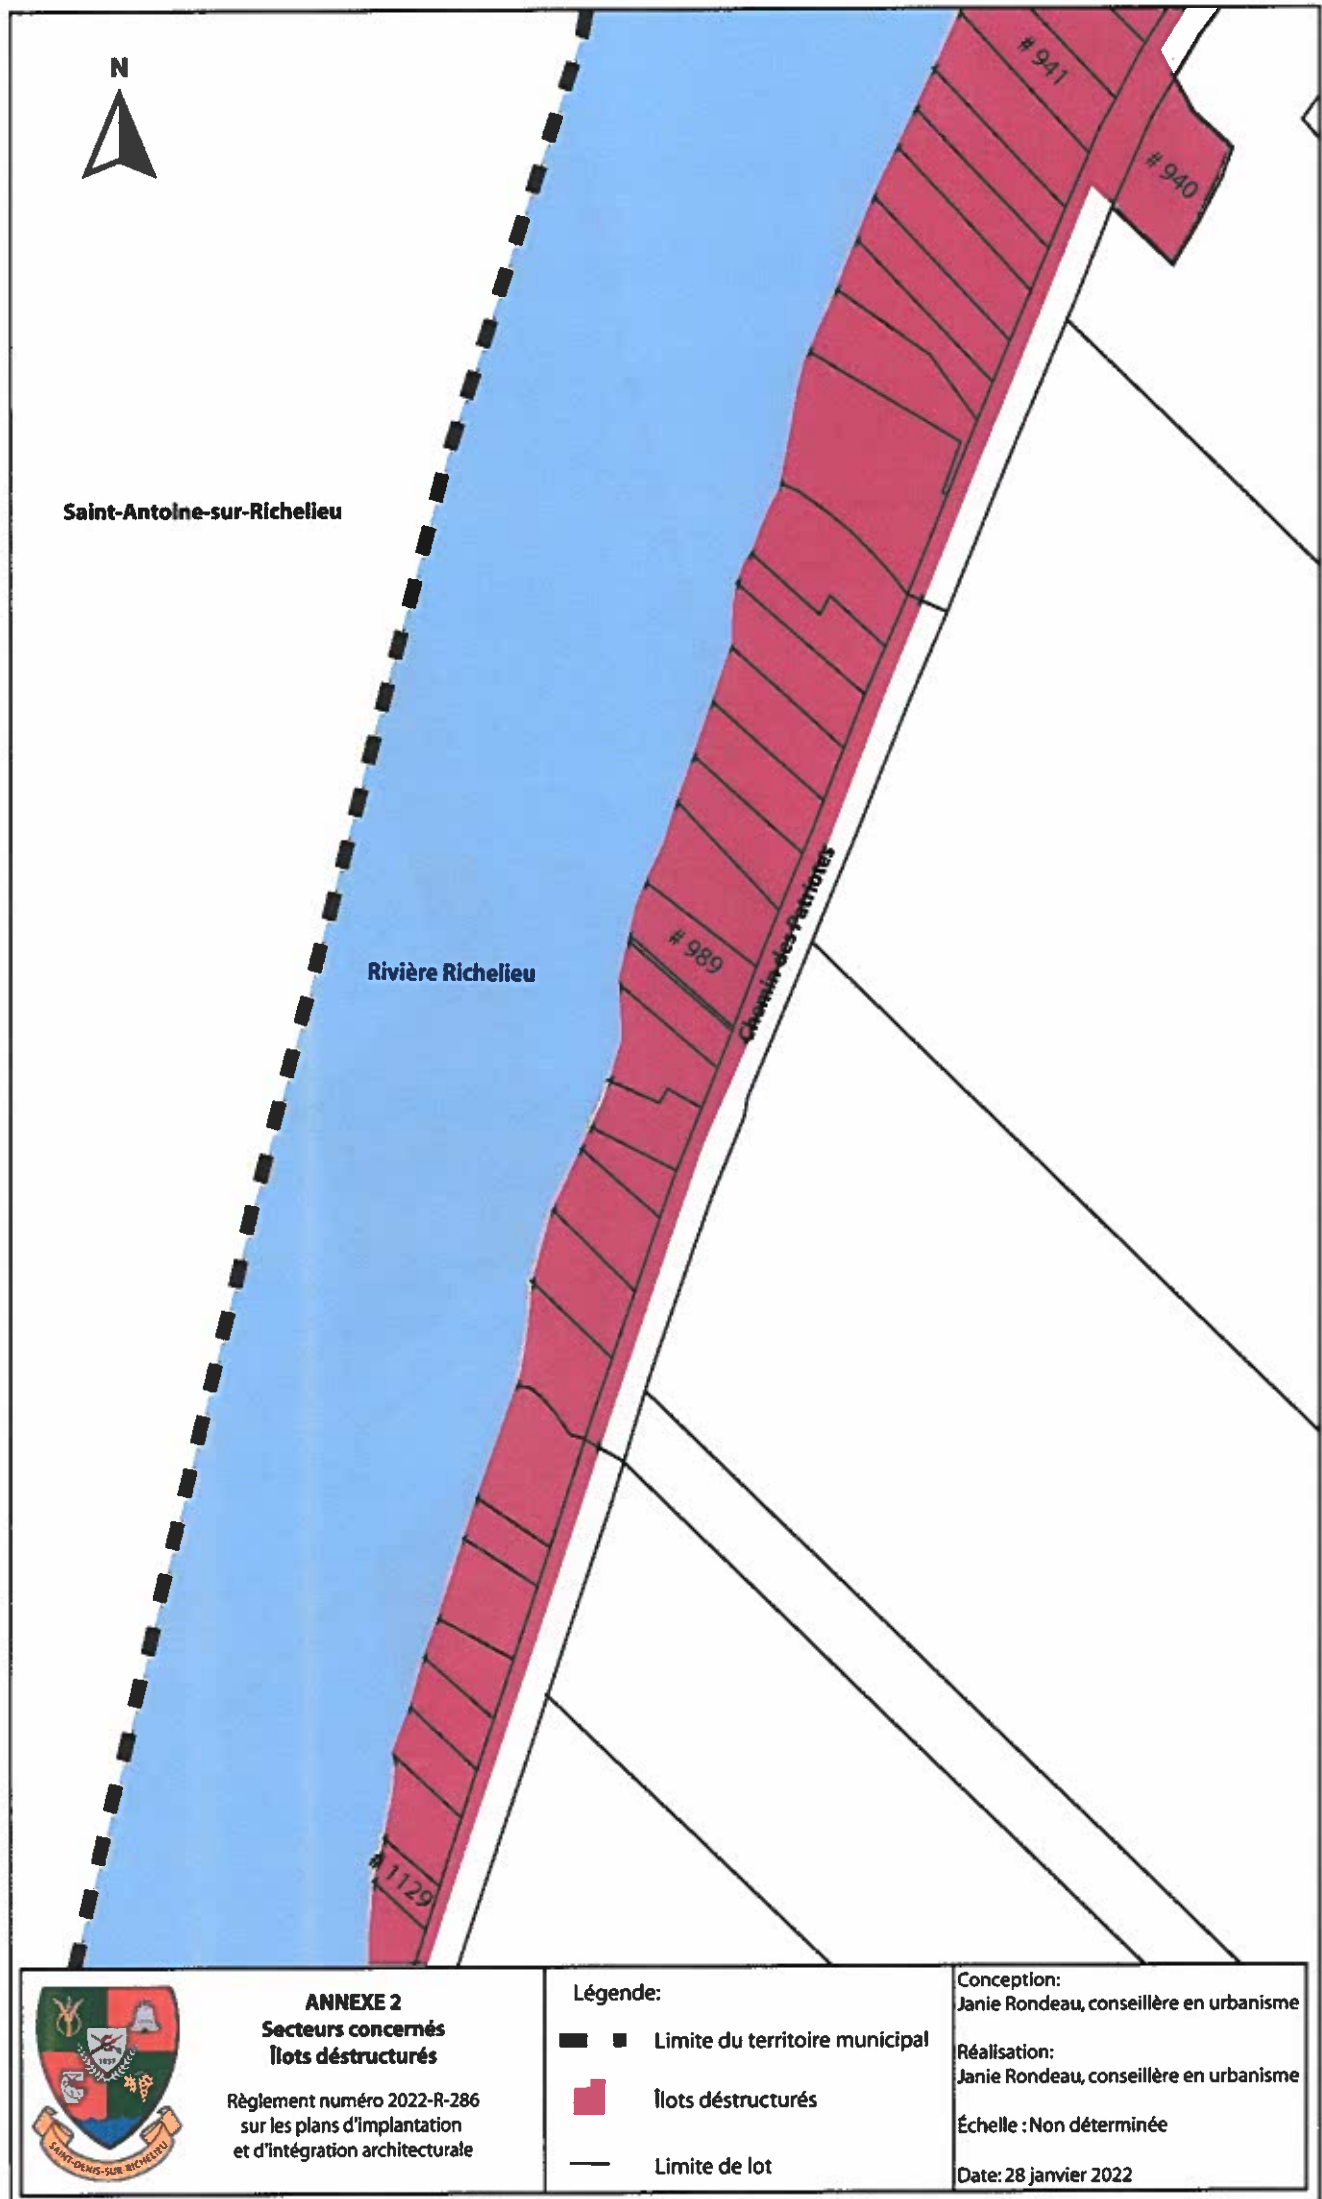 N
# 941
# 940
Saint-Antoine-sur-Richelieu
Chemin des Patriotes
# 989
Rivière Richelieu
# 1129
1837
SAINT-DENIS-SUR-RICHELIEU
ANNEXE 2
Secteurs concernés
Îlots déstructurés
Règlement numéro 2022-R-286
sur les plans d'implantation
et d'intégration architecturale
Légende:
Limite du territoire municipal
Îlots déstructurés
Limite de lot
Conception:
Janie Rondeau, conseillère en urbanisme
Réalisation:
Janie Rondeau, conseillère en urbanisme
Échelle : Non déterminée
Date: 28 janvier 2022